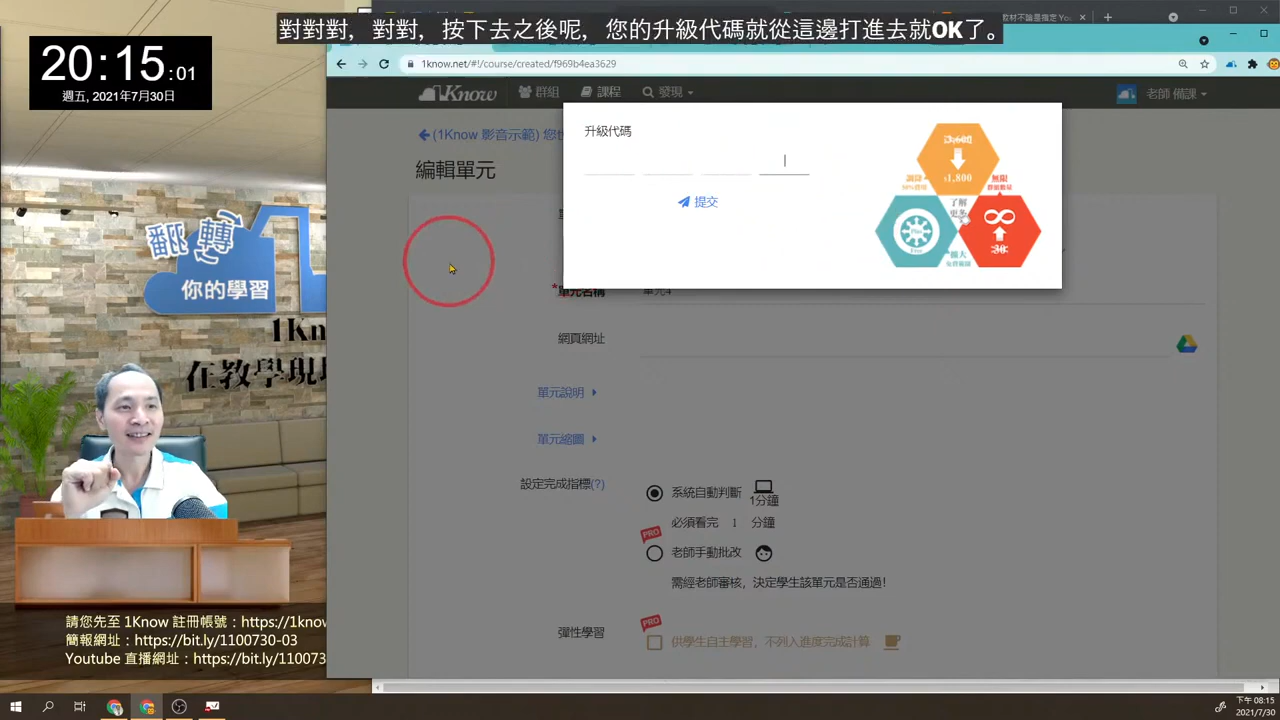 對對對，對對，按下去之後呢，您的升級代碼就從這邊打進去就OK了。
20:15:01
週五, 2021年7月30日
1know.net/#!/course/created/f969b4ea3629
1Know
群組
課程
發現
老師 備課
(1Know 影音示範)
編輯單元
升級代碼
提交
$1,800
無限
了解
更多
*單元名稱
單元4
網頁網址
單元說明
單元縮圖
設定完成指標(?)
系統自動判斷
1分鐘
必須看完 1 分鐘
PRO
老師手動批改
需經老師審核，決定學生該單元是否通過!
彈性學習
PRO
供學生自主學習，不列入進度完成計算
翻轉
你的學習
1Kn
在教學現
請您先至 1Know 註冊帳號：https://1know
簡報網址：https://bit.ly/1100730-03
Youtube 直播網址：https://bit.ly/110073
下午 08:15
2021/7/30